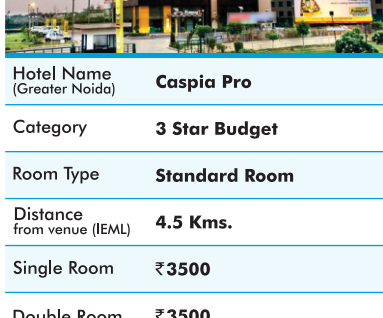 Hotel Name
(Greater Noida)
Caspia Pro
Category
3 Star Budget
Room Type
Standard Room
Distance
from venue (IEML)
4.5 Kms.
Single Room
₹3500
Double Room
₹3500